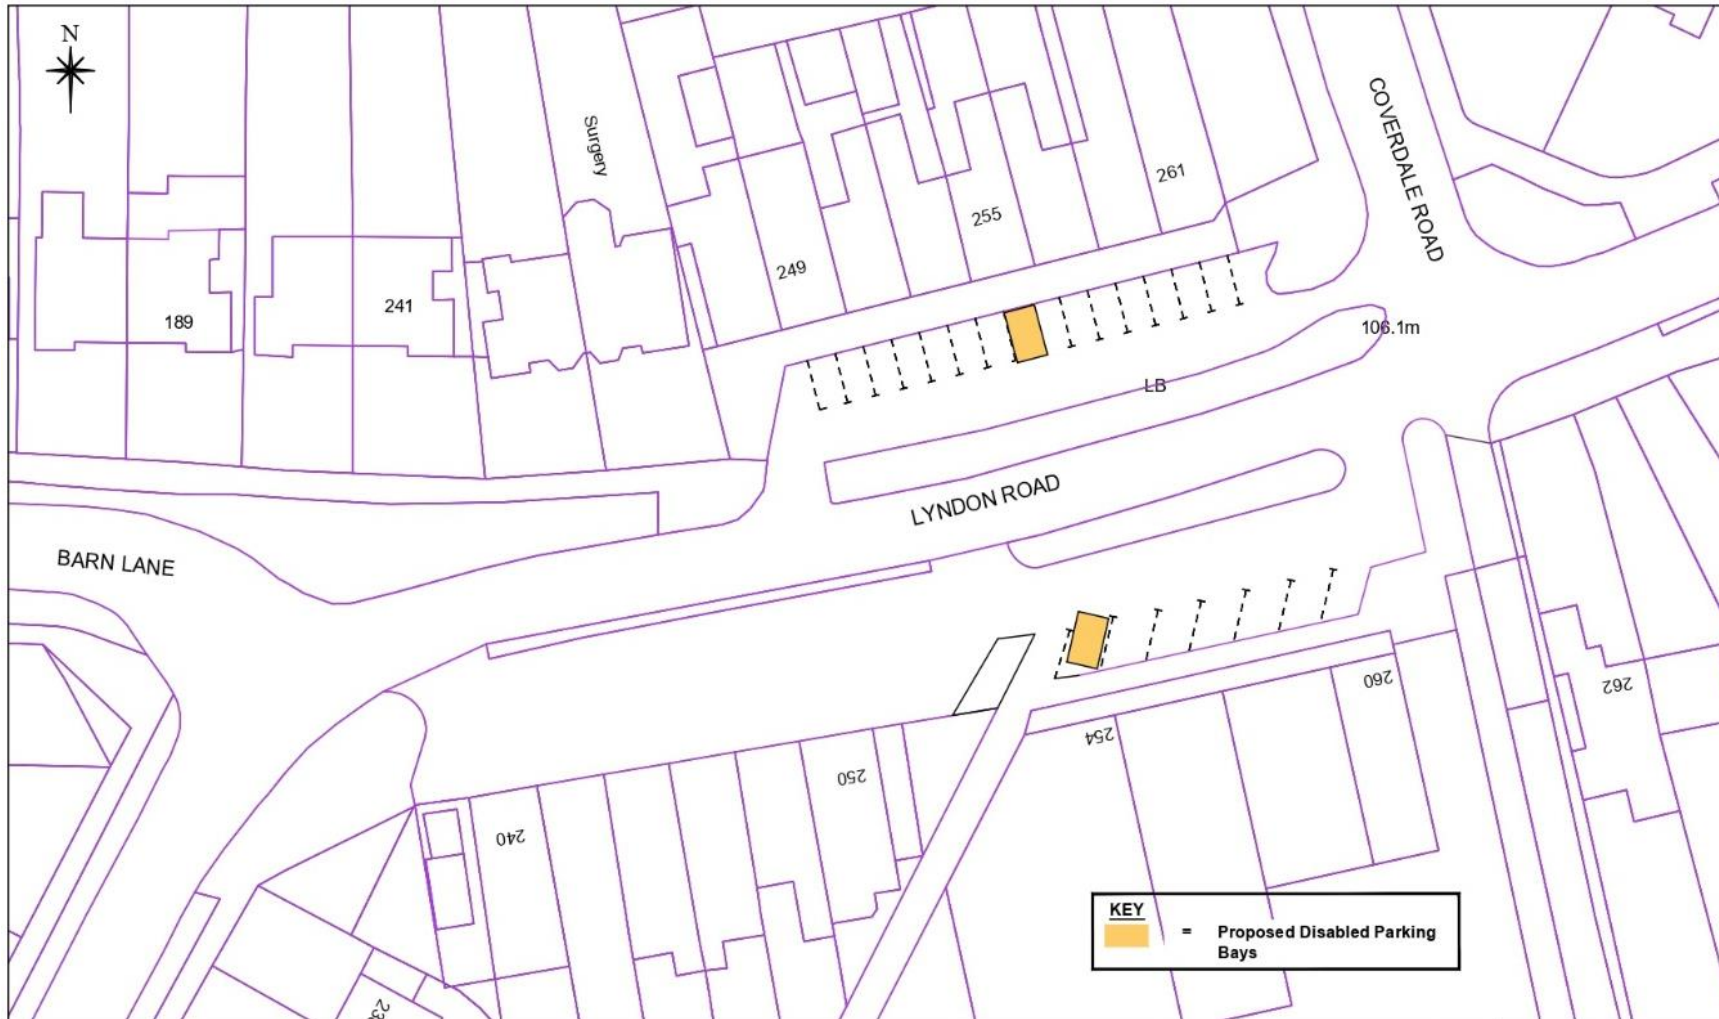 N
Surgery
COVERDALE ROAD
261
255
249
241
189
106.1m
LB
LYNDON ROAD
BARN LANE
260
262
254
250
240
KEY
= Proposed Disabled Parking
Bays